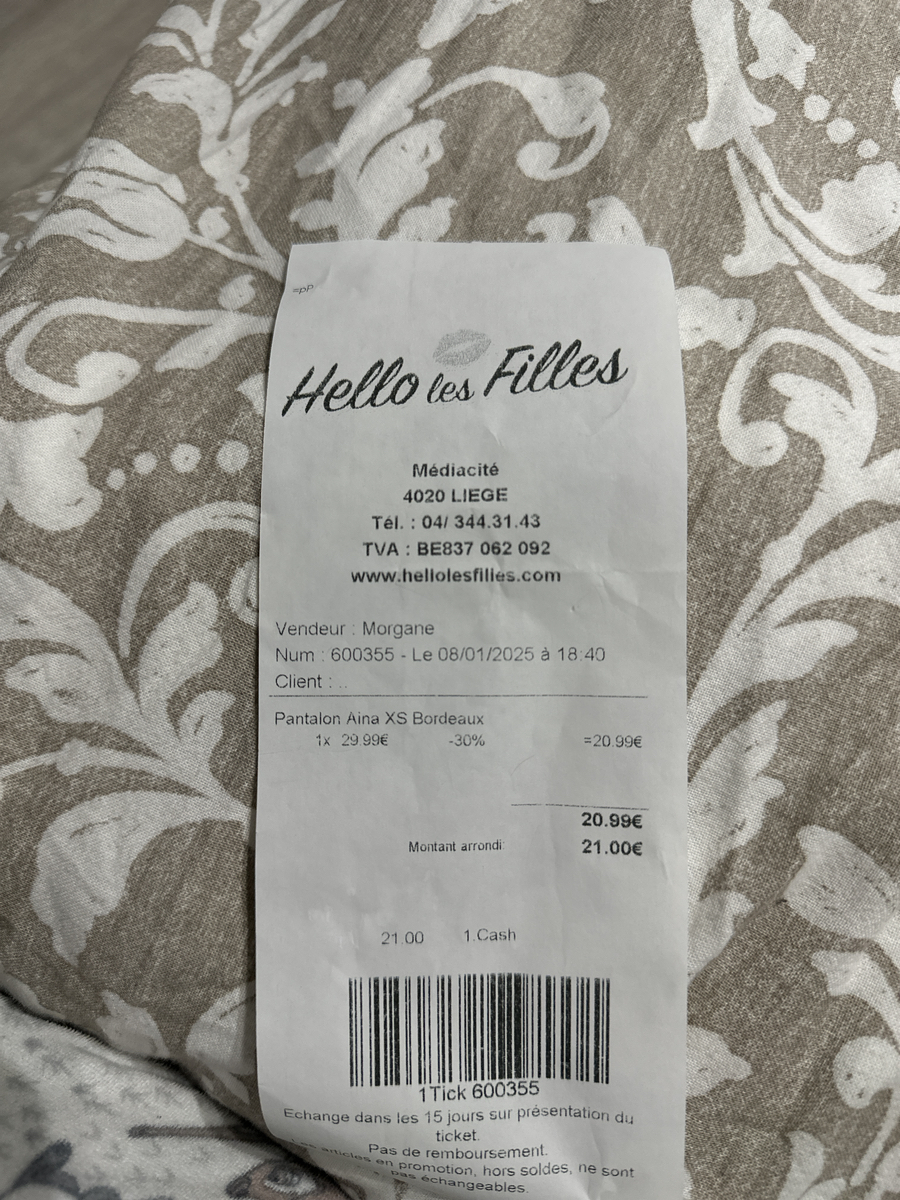 =pP
Hello les Filles
Médiacité
4020 LIEGE
Tél. : 04/ 344.31.43
TVA : BE837 062 092
www.hellolesfilles.com
Vendeur : Morgane
Num : 600355 - Le 08/01/2025 à 18:40
Client : ..
Pantalon Aina XS Bordeaux
1x 29.99€ -30% =20.99€
20.99€
Montant arrondi: 21.00€
21.00 1.Cash
1Tick 600355
Echange dans les 15 jours sur présentation du
ticket.
Pas de remboursement.
articles en promotion, hors soldes, ne sont
pas échangeables.